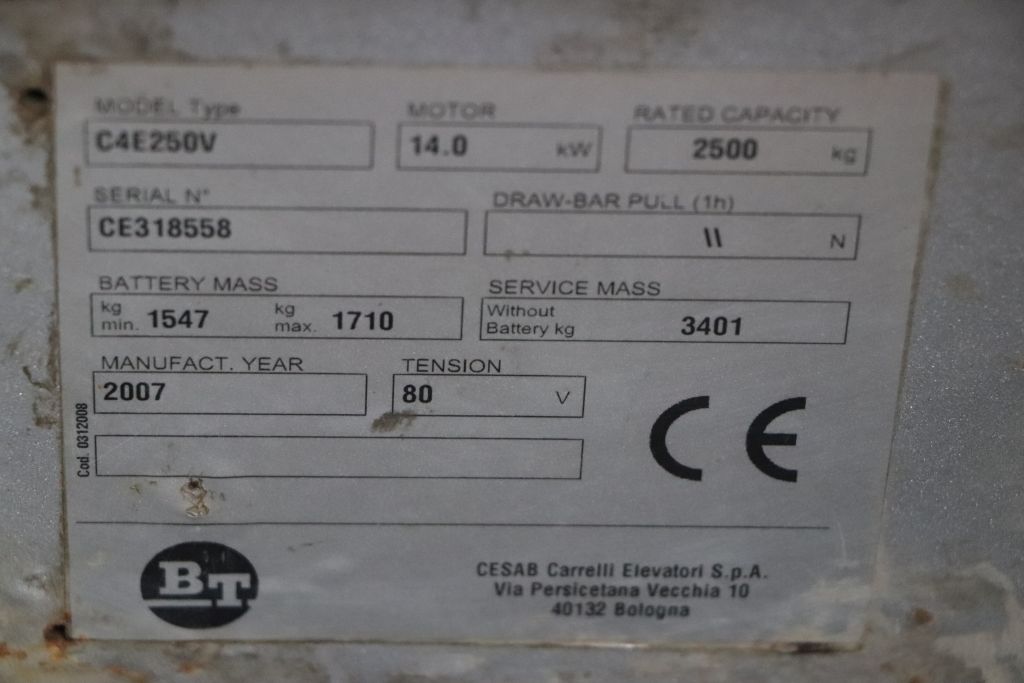 MODEL Type MOTOR RATED CAPACITY
C4E250V 14.0 kW 2500 kg
SERIAL N° DRAW-BAR PULL (1h)
CE318558 \\ N
BATTERY MASS SERVICE MASS
kg min. 1547 kg max. 1710 Without Battery kg 3401
MANUFACT. YEAR TENSION
2007 80 V
CE
Cod. 0312008
BT
CESAB Carrelli Elevatori S.p.A.
Via Persicetana Vecchia 10
40132 Bologna